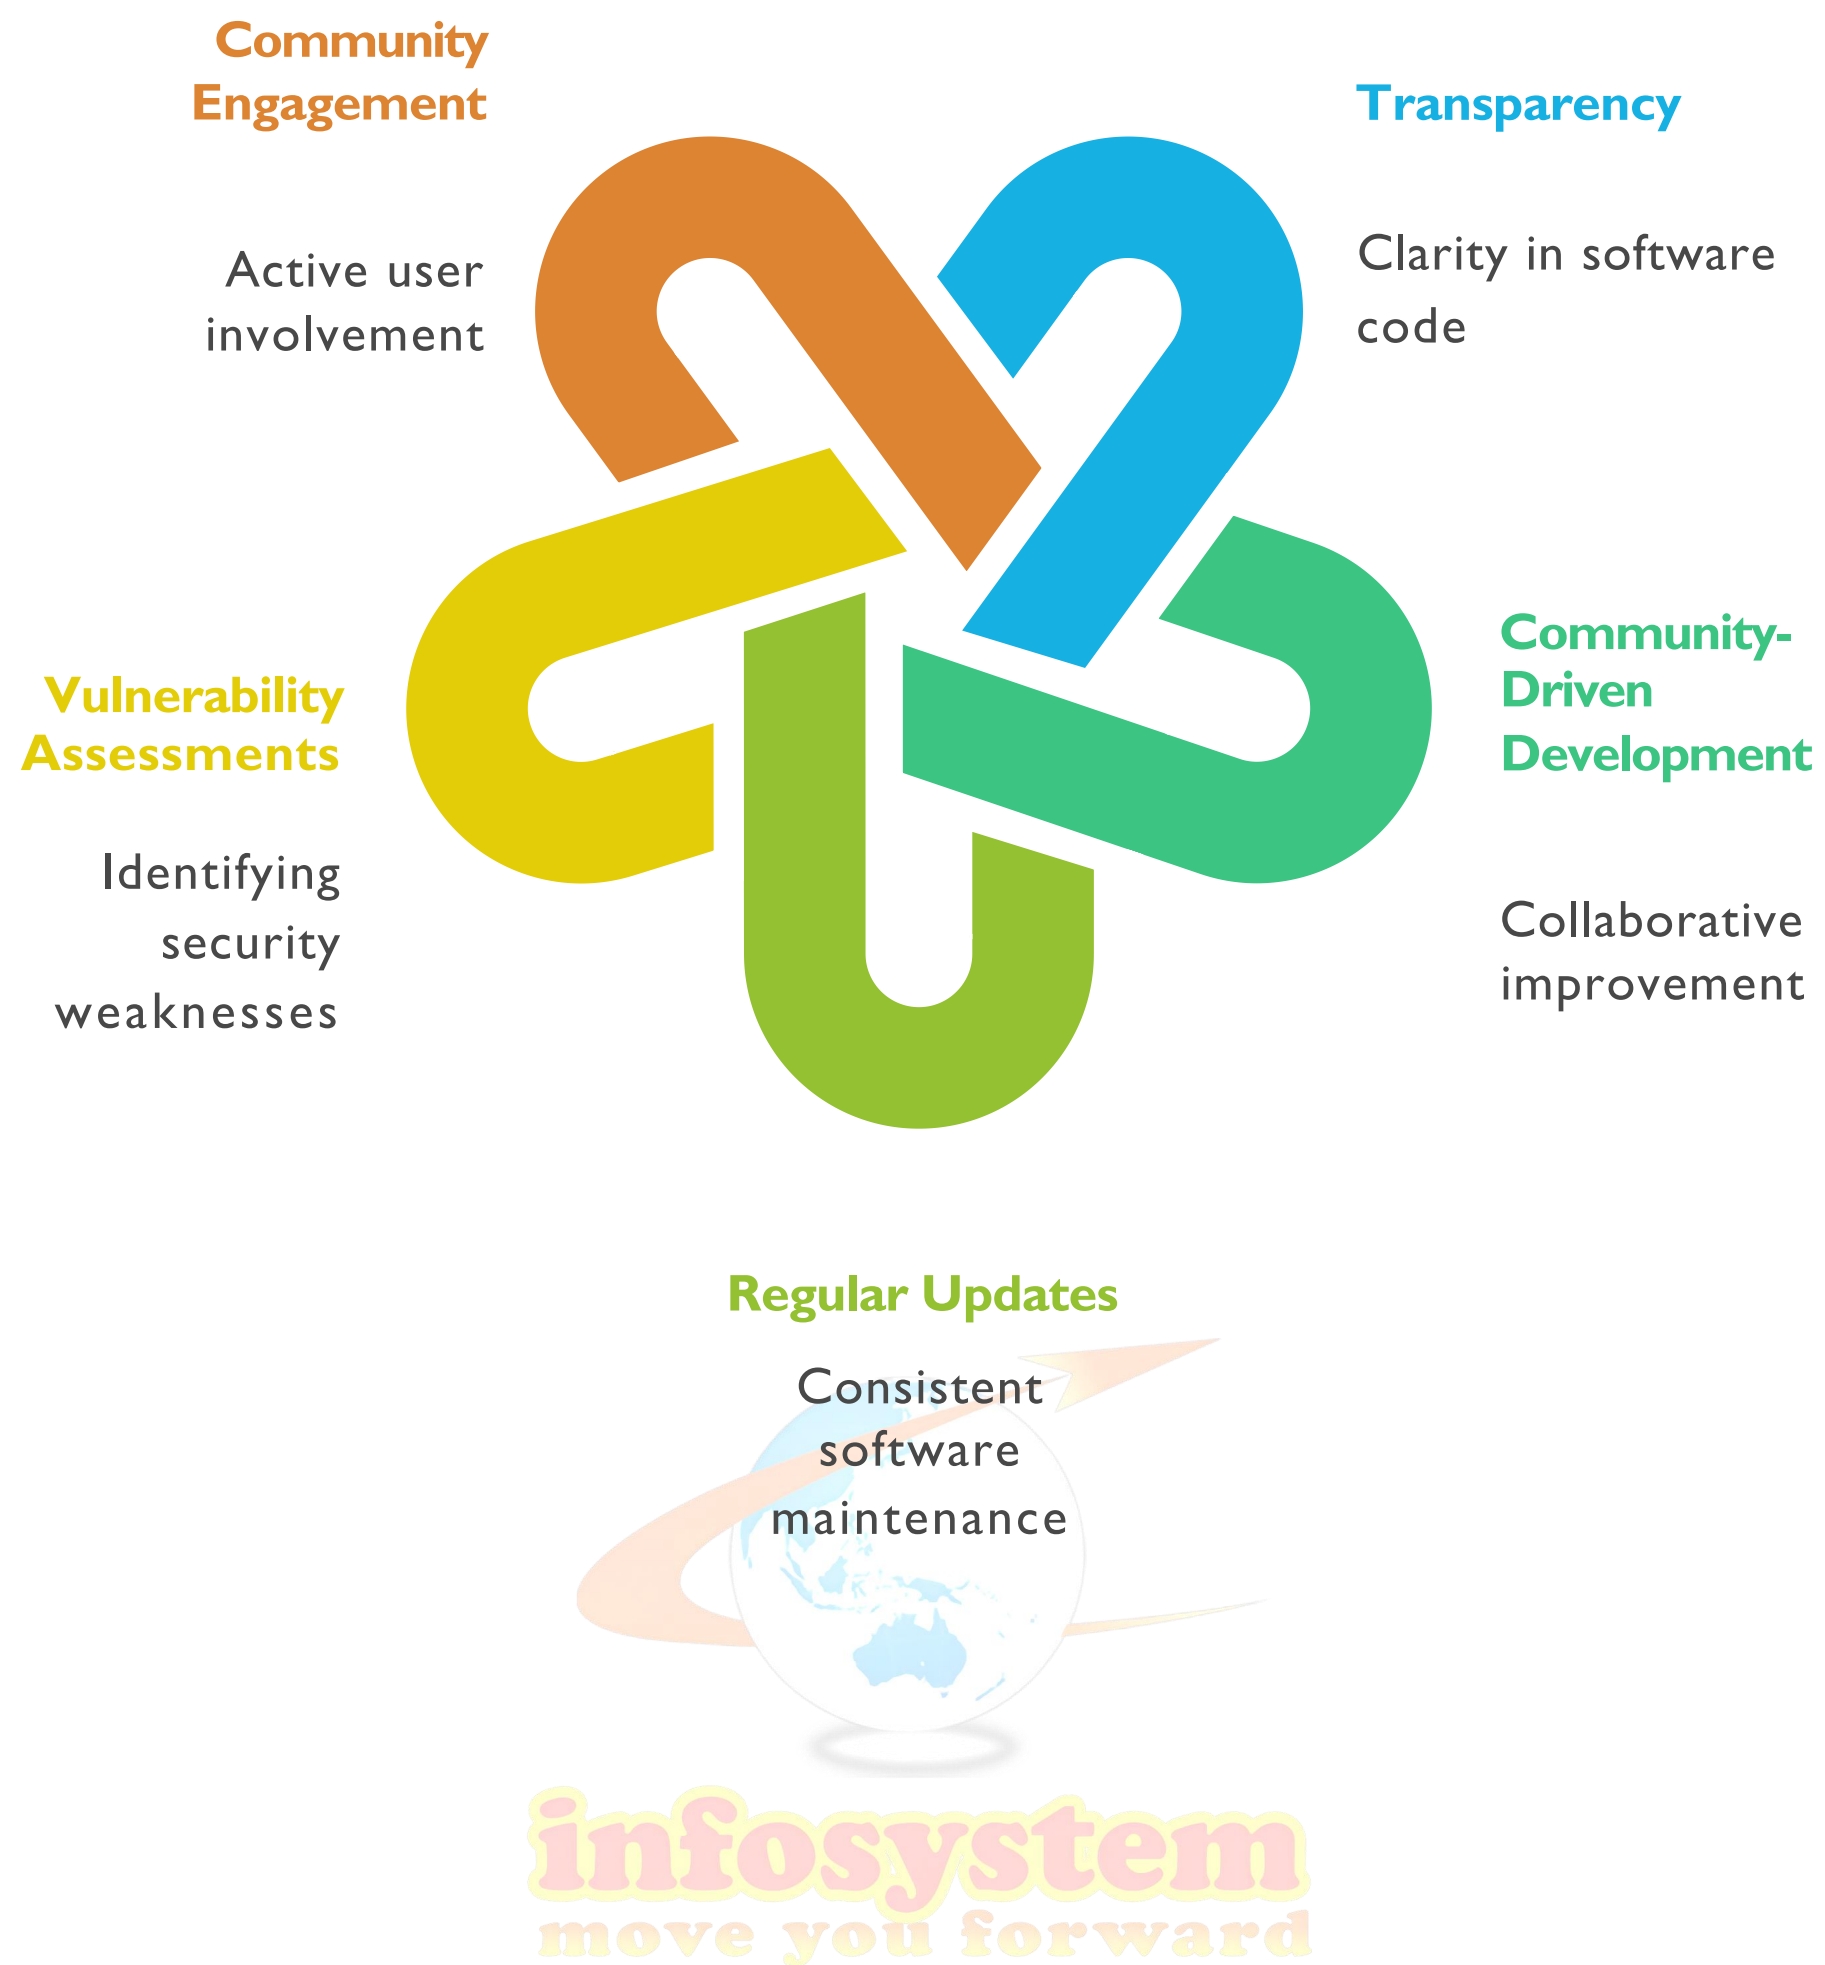 Community
Engagement
Active user
involvement
Transparency
Clarity in software
code
Community-
Driven
Development
Collaborative
improvement
Vulnerability
Assessments
Identifying
security
weaknesses
Regular Updates
Consistent
software
maintenance
infosystem
move you forward